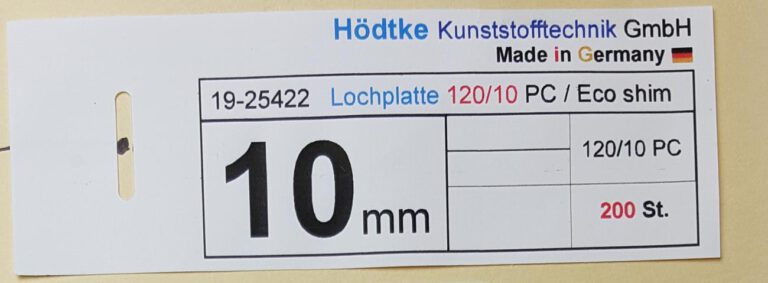 Hödtke Kunststofftechnik GmbH
Made in Germany
19-25422 Lochplatte 120/10 PC / Eco shim
10 mm
120/10 PC
200 St.